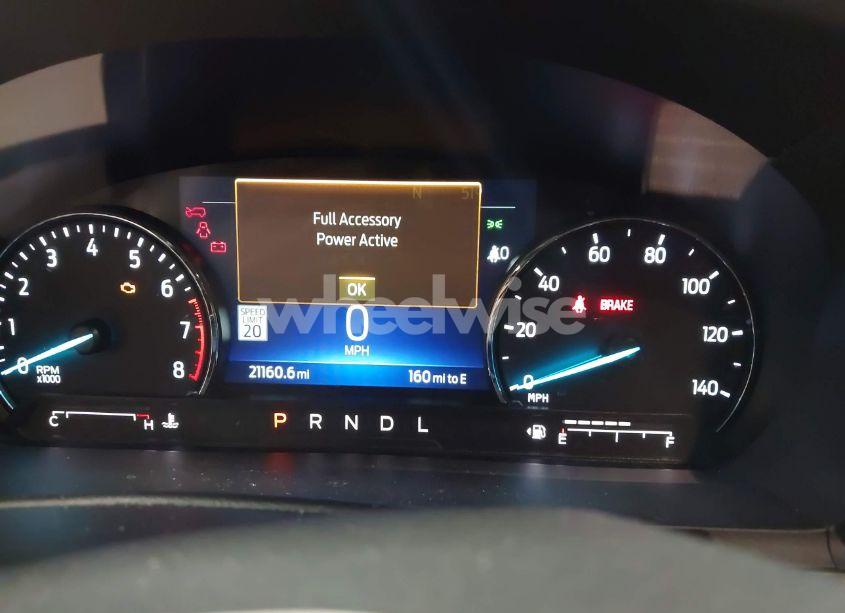 N 51
Full Accessory
Power Active
OK
wheelwise
SPEED
LIMIT
20
0
MPH
21160.6 mi
160 mi to E
0
1
2
3
4
5
6
7
8
RPM
x1000
0
20
40
60
80
100
120
140
MPH
BRAKE
C
H
P R N D L
E
F